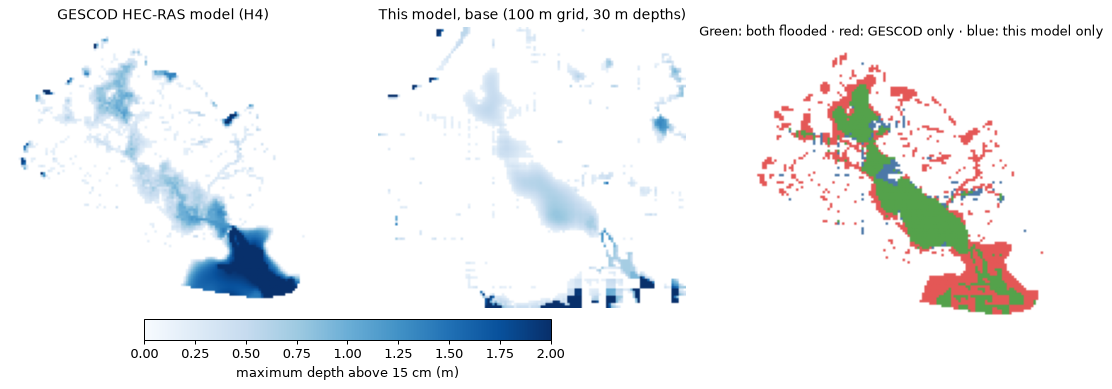 GESCOD HEC-RAS model (H4)
This model, base (100 m grid, 30 m depths)
Green: both flooded · red: GESCOD only · blue: this model only
0.00 0.25 0.50 0.75 1.00 1.25 1.50 1.75 2.00
maximum depth above 15 cm (m)